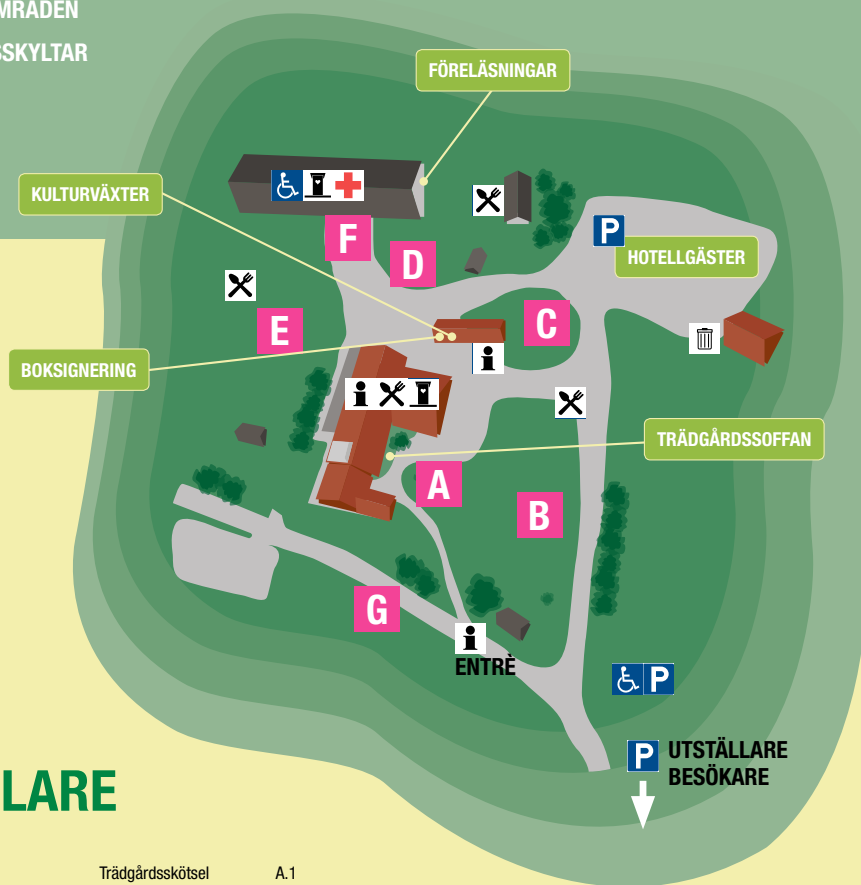 MRÅDEN
SSKYLTAR
FÖRELÄSNINGAR
KULTURVÄXTER
F
D
P
HOTELLGÄSTER
E
C
BOKSIGNERING
i
i
TRÄDGÅRDSSOFFAN
A
B
G
i
ENTRÈ
P
P UTSTÄLLARE
BESÖKARE
LARE
Trädgårdsskötsel A.1